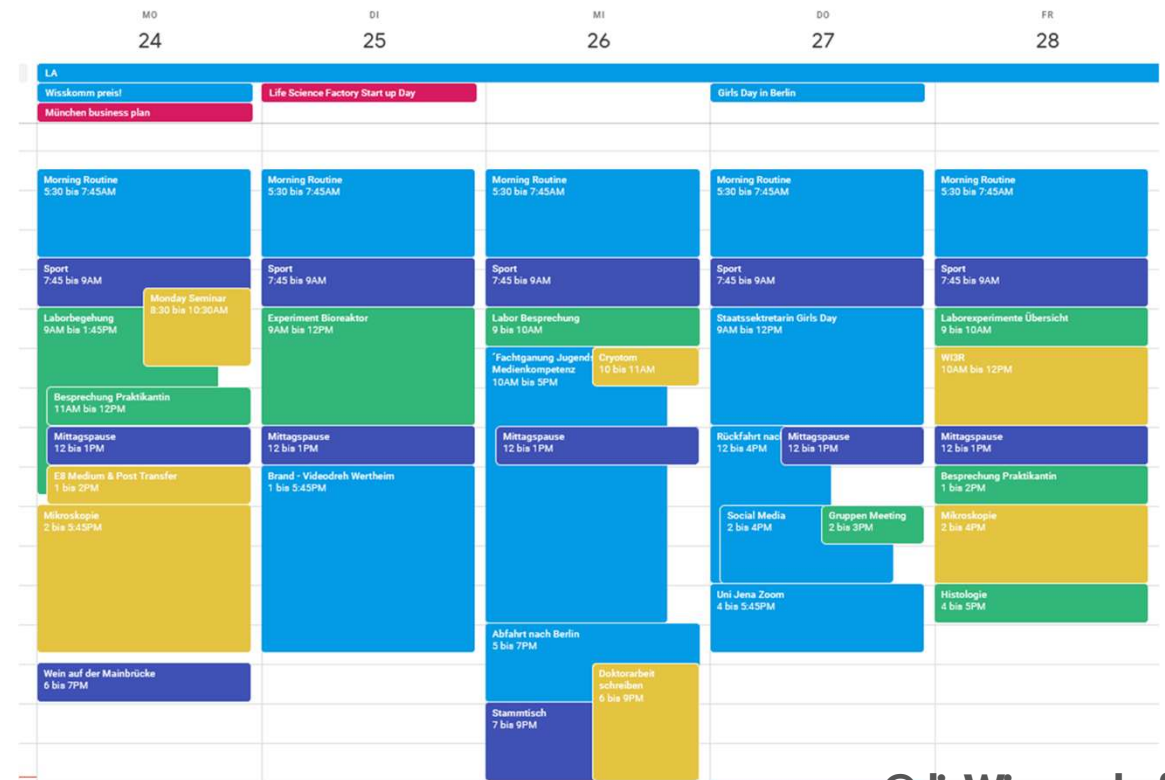 MO
24
DI
25
MI
26
DO
27
FR
28
LA
Wisskomm preis!
München business plan
Life Science Factory Start up Day
Girls Day in Berlin
Morning Routine
5:30 bis 7:45AM
Sport
7:45 bis 9AM
Monday Seminar
8:30 bis 10:30AM
Laborbegehung
9AM bis 1:45PM
Besprechung Praktikantin
11AM bis 12PM
Mittagspause
12 bis 1PM
E8 Medium & Post Transfer
1 bis 2PM
Mikroskopie
2 bis 5:45PM
Wein auf der Mainbrücke
6 bis 7PM
Morning Routine
5:30 bis 7:45AM
Sport
7:45 bis 9AM
Experiment Bioreaktor
9AM bis 12PM
Mittagspause
12 bis 1PM
Brand - Videodreh Wertheim
1 bis 5:45PM
Morning Routine
5:30 bis 7:45AM
Sport
7:45 bis 9AM
Labor Besprechung
9 bis 10AM
"Fachtganung Jugends
Medienkompetenz
10AM bis 5PM
Cryotom
10 bis 11AM
Mittagspause
12 bis 1PM
Abfahrt nach Berlin
5 bis 7PM
Doktorarbeit
schreiben
6 bis 9PM
Stammtisch
7 bis 9PM
Morning Routine
5:30 bis 7:45AM
Sport
7:45 bis 9AM
Staatssektretarin Girls Day
9AM bis 12PM
Rückfahrt nac
12 bis 4PM
Mittagspause
12 bis 1PM
Social Media
2 bis 4PM
Gruppen Meeting
2 bis 3PM
Uni Jena Zoom
4 bis 5:45PM
Morning Routine
5:30 bis 7:45AM
Sport
7:45 bis 9AM
Laborexperimente Übersicht
9 bis 10AM
WI3R
10AM bis 12PM
Mittagspause
12 bis 1PM
Besprechung Praktikantin
1 bis 2PM
Mikroskopie
2 bis 4PM
Histologie
4 bis 5PM